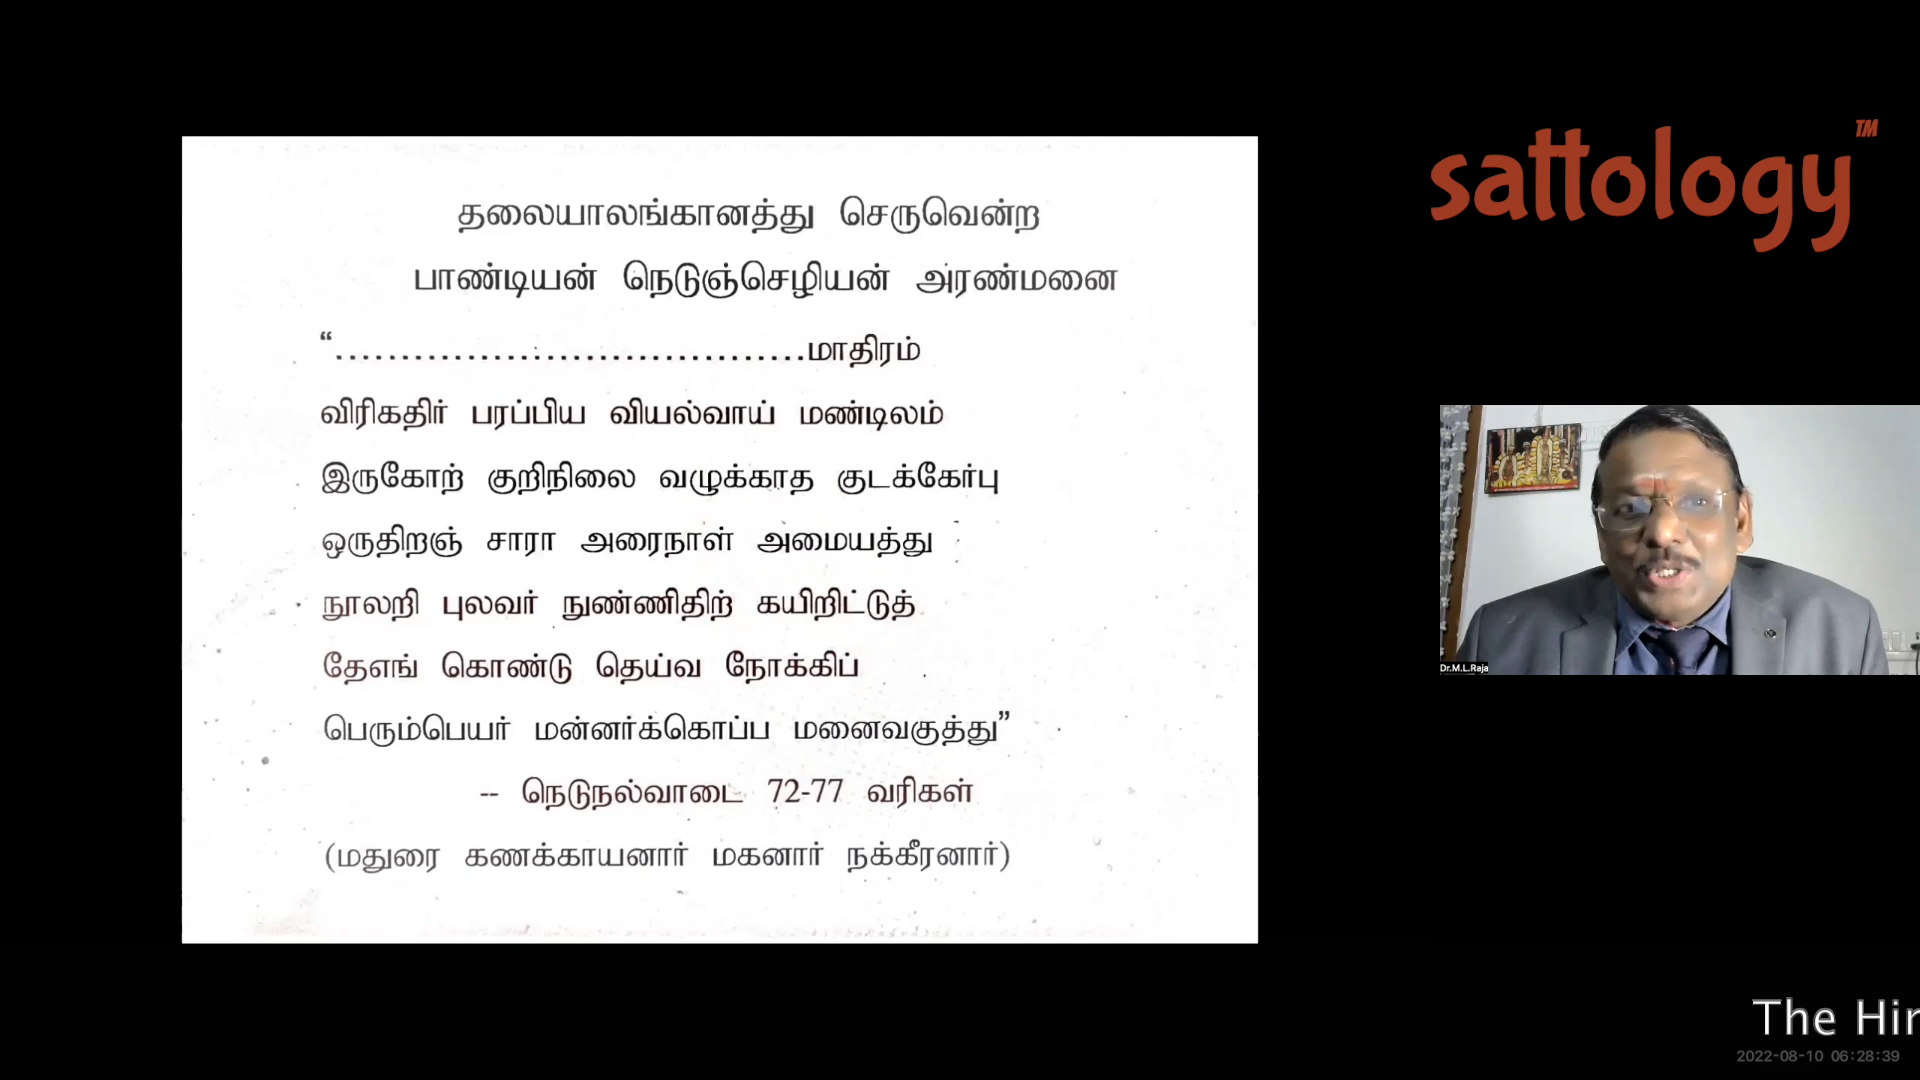 தலையாலங்கானத்து செருவென்ற
பாண்டியன் நெடுஞ்செழியன் அரண்மனை
“....................................மாதிரம்
விரிகதிர் பரப்பிய வியல்வாய் மண்டிலம்
இருகோற் குறிநிலை வழுக்காத குடக்கேர்பு
ஒருதிறஞ் சாரா அரைநாள் அமையத்து
நூலறி புலவர் நுண்ணிதிற் கயிறிட்டுத்
தேஎங் கொண்டு தெய்வ நோக்கிப்
பெரும்பெயர் மன்னர்க்கொப்ப மனைவகுத்து”
-- நெடுநல்வாடை 72-77 வரிகள்
(மதுரை கணக்காயனார் மகனார் நக்கீரனார்)
sattology™
Dr.M.L.Raja
The Hin
2022-08-10 06:28:39